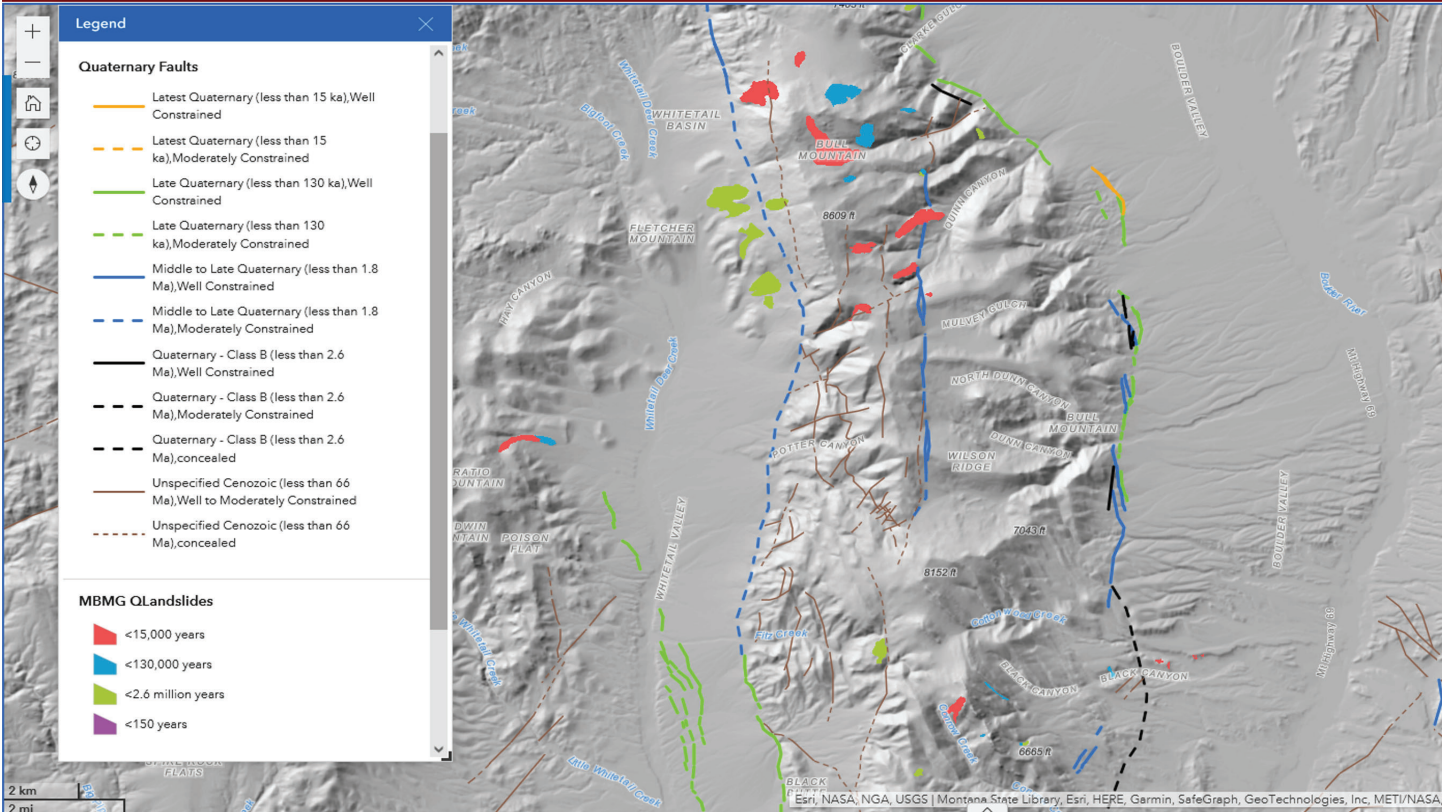 Legend
Quaternary Faults
Latest Quaternary (less than 15 ka),Well
Constrained
Latest Quaternary (less than 15
ka),Moderately Constrained
Late Quaternary (less than 130 ka),Well
Constrained
Late Quaternary (less than 130
ka),Moderately Constrained
Middle to Late Quaternary (less than 1.8
Ma),Well Constrained
Middle to Late Quaternary (less than 1.8
Ma),Moderately Constrained
Quaternary - Class B (less than 2.6
Ma),Well Constrained
Quaternary - Class B (less than 2.6
Ma),Moderately Constrained
Quaternary - Class B (less than 2.6
Ma),concealed
Unspecified Cenozoic (less than 66
Ma),Well to Moderately Constrained
Unspecified Cenozoic (less than 66
Ma),concealed
MBMG QLandslides
<15,000 years
<130,000 years
<2.6 million years
<150 years
2 km
2 mi
Whitetail Deer Creek
Bigfoot Creek
WHITETAIL
BASIN
BULL
MOUNTAIN
8609 ft
FLETCHER
MOUNTAIN
HAY CANYON
QUINN CANYON
BOULDER VALLEY
Boulder River
MULVEY GULCH
Whitetail Deer Creek
NORTH DUNN CANYON
BULL
MOUNTAIN
DUNN CANYON
POTTER CANYON
WILSON
RIDGE
MT Highway 69
POISON
FLAT
WHITETAIL VALLEY
7043 ft
8152 ft
BOULDER VALLEY
Cottonwood Creek
Fitz Creek
Whitetail Creek
BLACK CANYON
BLACK CANYON
MT Highway 69
Conrow Creek
6665 ft
Little Whitetail Creek
FLATS
BLACK
Esri, NASA, NGA, USGS | Montana State Library, Esri, HERE, Garmin, SafeGraph, GeoTechnologies, Inc, METI/NASA